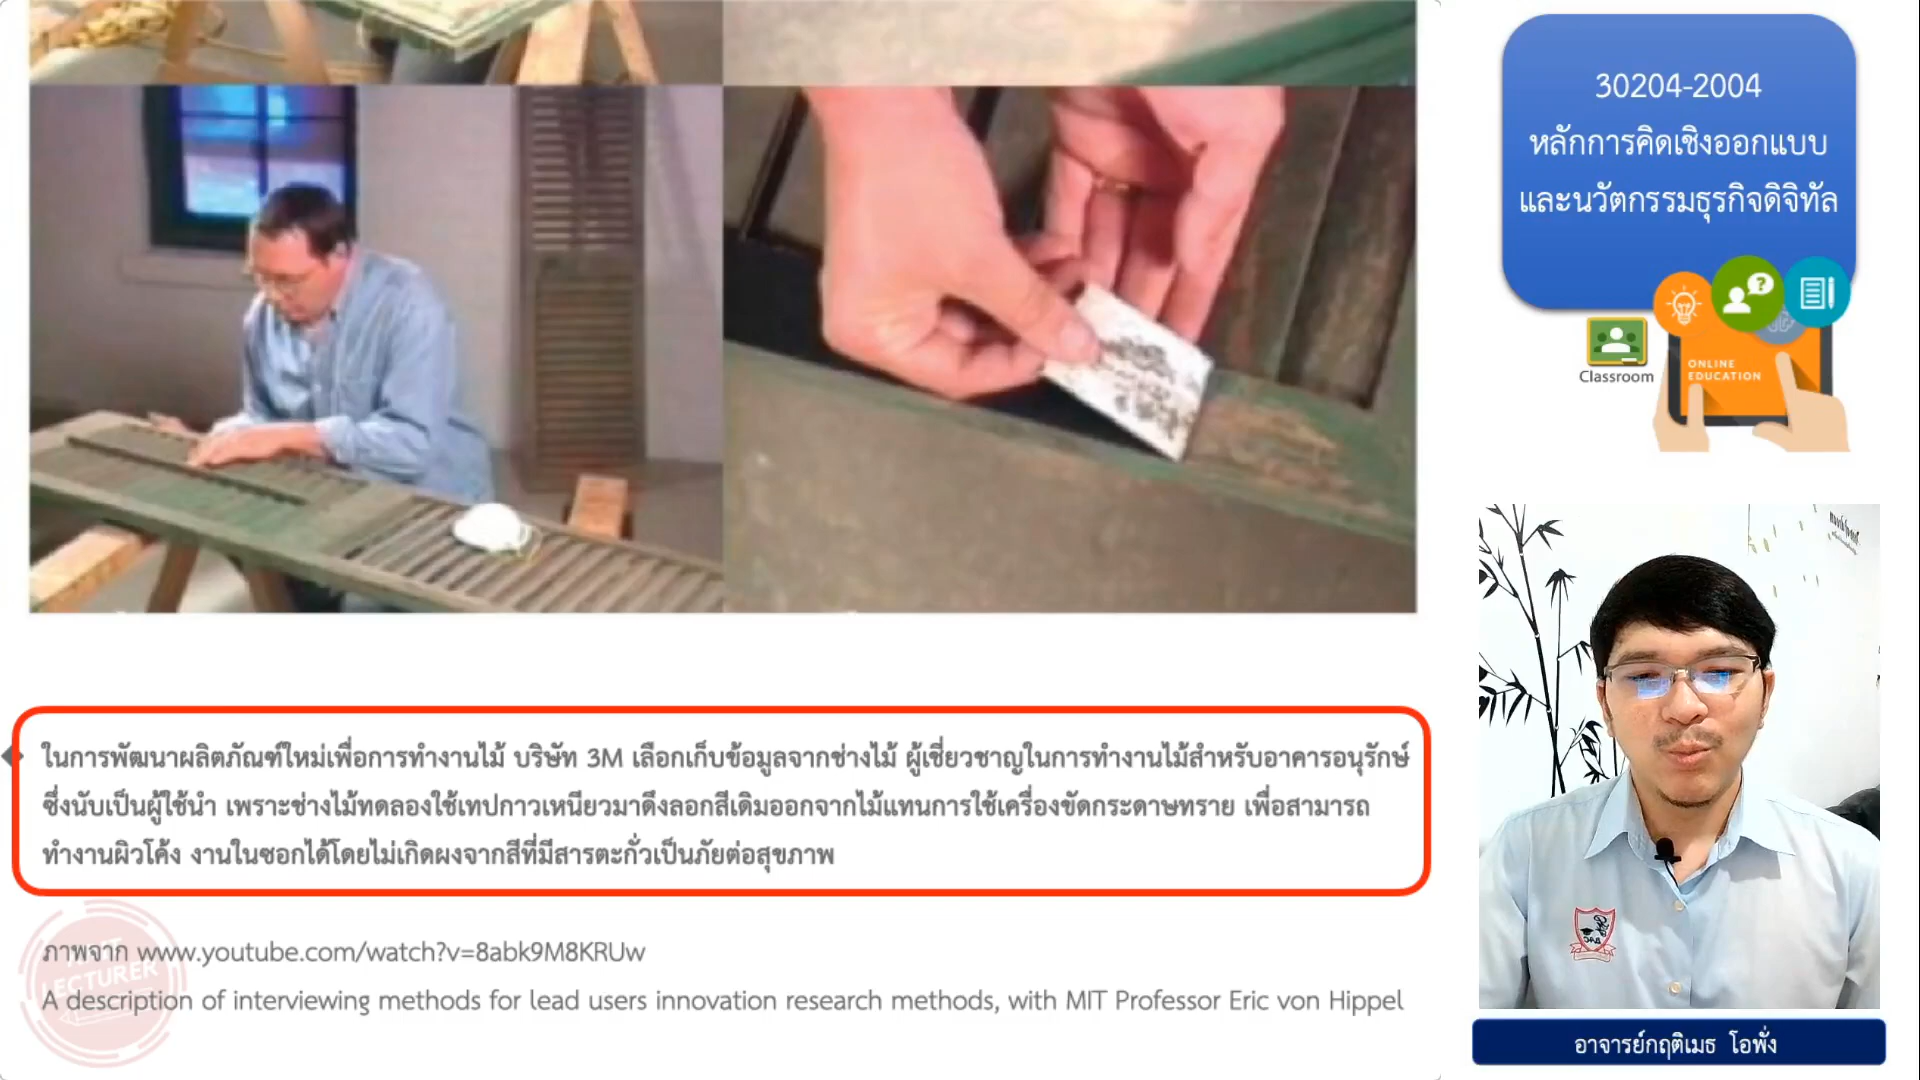 30204-2004
หลักการคิดเชิงออกแบบ
และนวัตกรรมธุรกิจดิจิทัล
ONLINE
EDUCATION
Classroom
ในการพัฒนาผลิตภัณฑ์ใหม่เพื่อการทำงานไม้ บริษัท 3M เลือกเก็บข้อมูลจากช่างไม้ ผู้เชี่ยวชาญในการทำงานไม้สำหรับอาคารอนุรักษ์
ซึ่งนับเป็นผู้ใช้นำ เพราะช่างไม้ทดลองใช้เทปกาวเหนียวมาดึงลอกสีเดิมออกจากไม้แทนการใช้เครื่องขัดกระดาษทราย เพื่อสามารถ
ทำงานผิวโค้ง งานในซอกได้โดยไม่เกิดผงจากสีที่มีสารตะกั่วเป็นภัยต่อสุขภาพ
ภาพจาก www.youtube.com/watch?v=8abk9M8KRUw
A description of interviewing methods for lead users innovation research methods, with MIT Professor Eric von Hippel
LECTURER
อาจารย์กฤติเมธ โอพั่ง